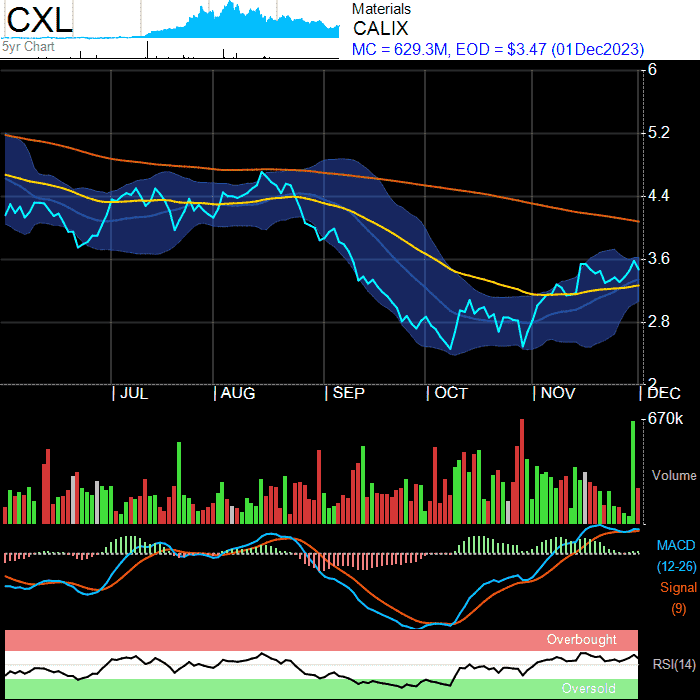 CXL
5yr Chart
Materials
CALIX
MC = 629.3M, EOD = $3.47 (01Dec2023)
6
5.2
4.4
3.6
2.8
2
JUL AUG SEP OCT NOV DEC
670k
Volume
MACD
(12-26)
Signal
(9)
Overbought
RSI(14)
Oversold